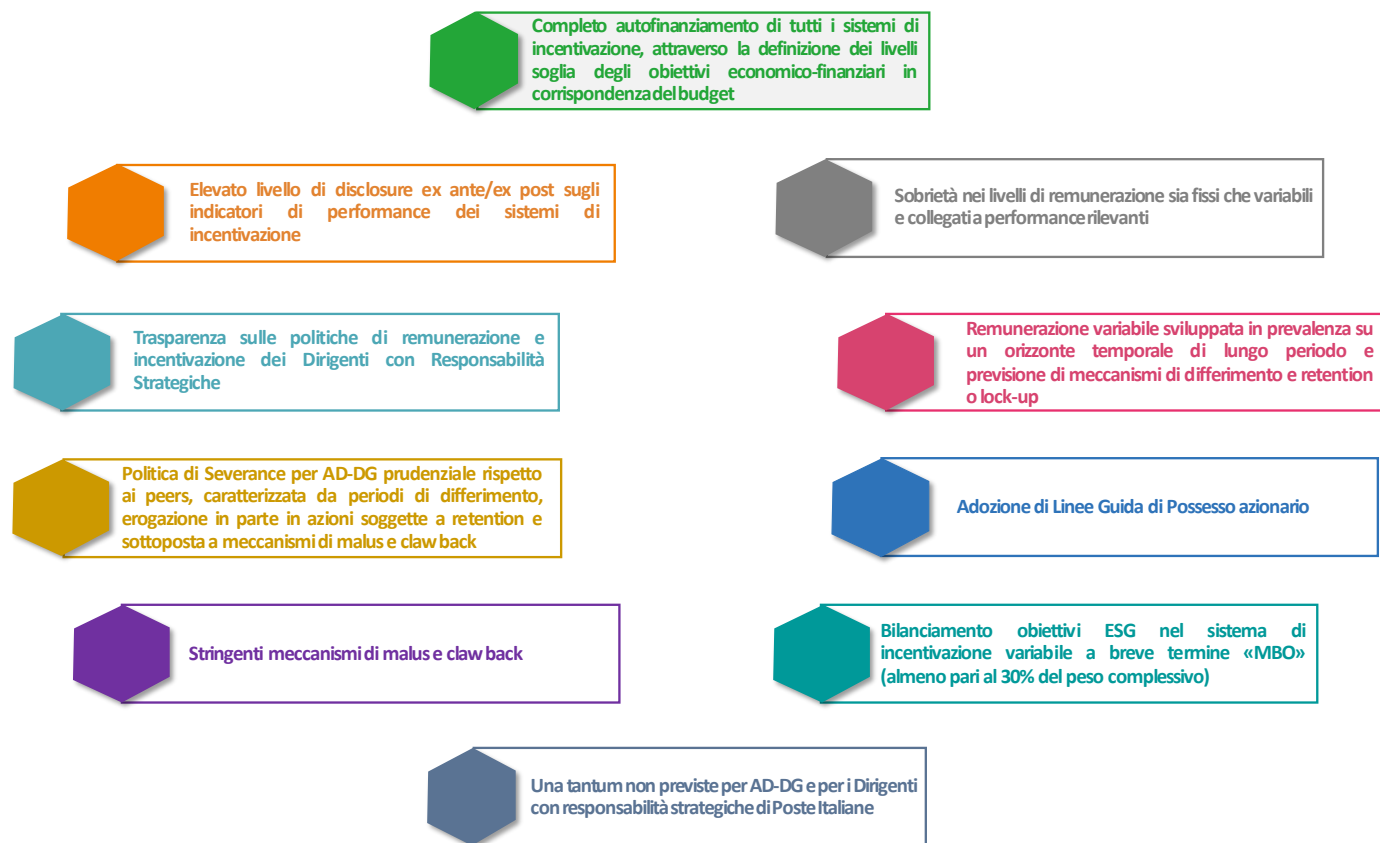 Completo autofinanziamento di tutti i sistemi di
incentivazione, attraverso la definizione dei livelli
soglia degli obiettivi economico-finanziari in
corrispondenza del budget
Elevato livello di disclosure ex ante/ex post sugli
indicatori di performance dei sistemi di
incentivazione
Sobrietà nei livelli di remunerazione sia fissi che variabili
e collegati a performance rilevanti
Trasparenza sulle politiche di remunerazione e
incentivazione dei Dirigenti con Responsabilità
Strategiche
Remunerazione variabile sviluppata in prevalenza su
un orizzonte temporale di lungo periodo e
previsione di meccanismi di differimento e retention
o lock-up
Politica di Severance per AD-DG prudenziale rispetto
ai peers, caratterizzata da periodi di differimento,
erogazione in parte in azioni soggette a retention e
sottoposta a meccanismi di malus e claw back
Adozione di Linee Guida di Possesso azionario
Stringenti meccanismi di malus e claw back
Bilanciamento obiettivi ESG nel sistema di
incentivazione variabile a breve termine «MBO»
(almeno pari al 30% del peso complessivo)
Una tantum non previste per AD-DG e per i Dirigenti
con responsabilità strategiche di Poste Italiane